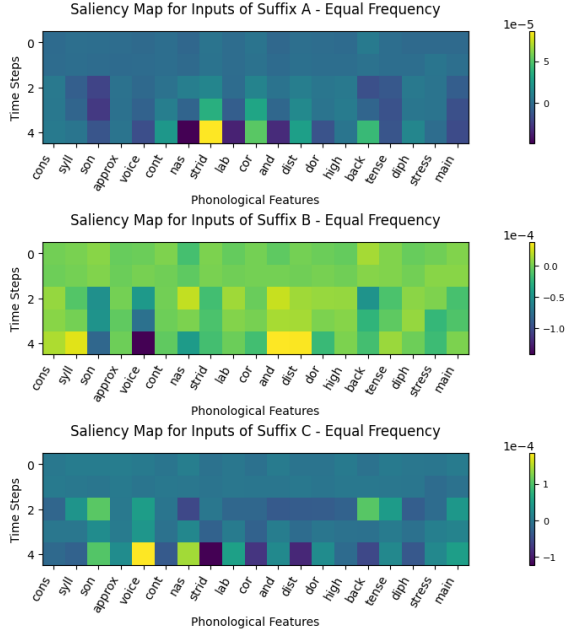 Saliency Map for Inputs of Suffix A - Equal Frequency
1e−5
0
2
4
Time Steps
5
0
cons syll son approx voice cont nas strid lab cor and dist dor high back tense diph stress main
Phonological Features
Saliency Map for Inputs of Suffix B - Equal Frequency
1e−4
0
2
4
Time Steps
0.0
−0.5
−1.0
cons syll son approx voice cont nas strid lab cor and dist dor high back tense diph stress main
Phonological Features
Saliency Map for Inputs of Suffix C - Equal Frequency
1e−4
0
2
4
Time Steps
1
0
−1
cons syll son approx voice cont nas strid lab cor and dist dor high back tense diph stress main
Phonological Features